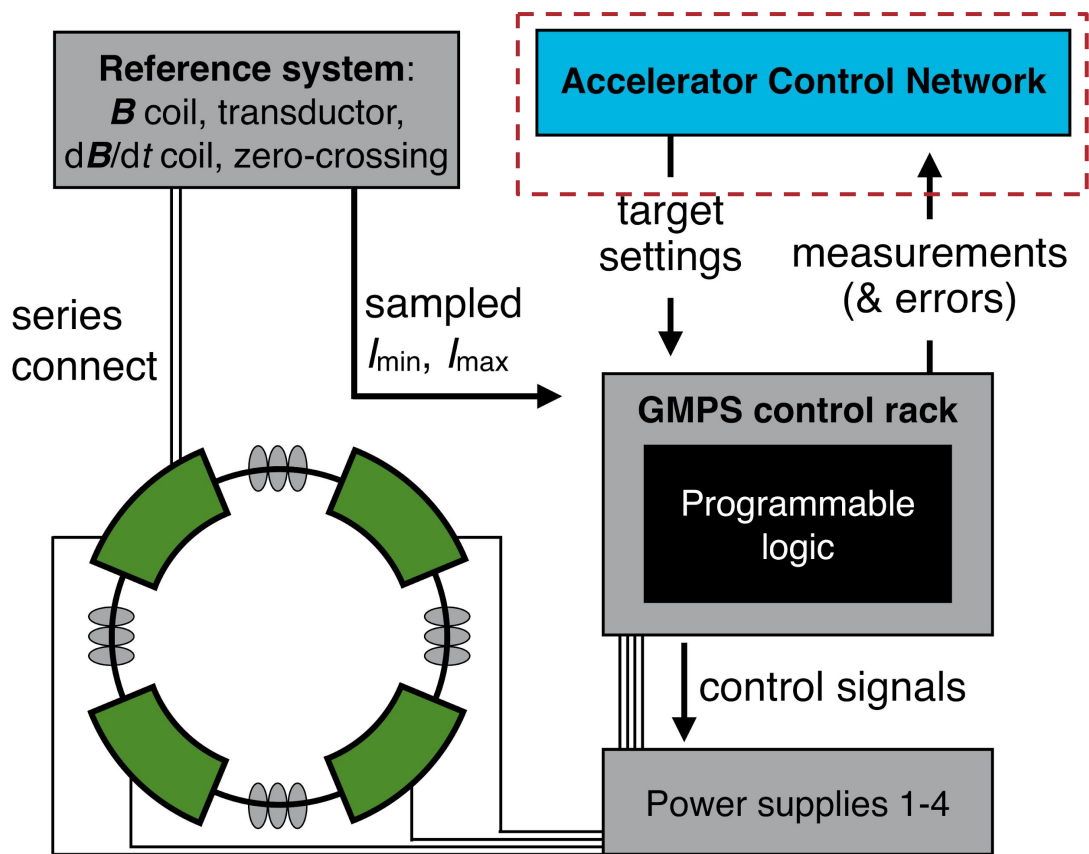 Reference system:
B coil, transductor,
dB/dt coil, zero-crossing
Accelerator Control Network
target
settings
measurements
(& errors)
series
connect
sampled
Imin, Imax
GMPS control rack
Programmable
logic
control signals
Power supplies 1-4